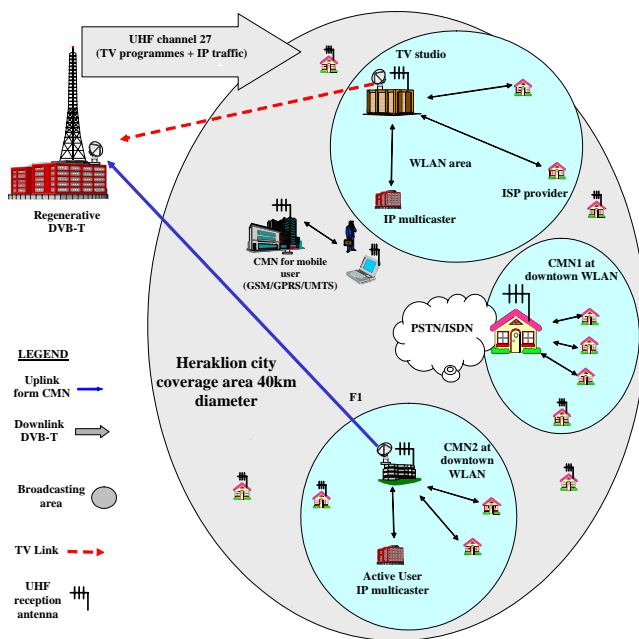 UHF channel 27
(TV programmes + IP traffic)
TV studio
WLAN area
ISP provider
IP multicaster
Regenerative
DVB-T
CMN for mobile
user
(GSM/GPRS/UMTS)
CMN1 at
downtown WLAN
PSTN/ISDN
LEGEND
Uplink
form CMN
Downlink
DVB-T
Broadcasting
area
TV Link
UHF
reception
antenna
Heraklion city
coverage area 40km
diameter
F1
CMN2 at
downtown
WLAN
Active User
IP multicaster